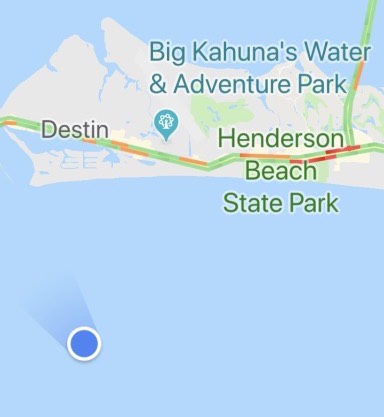 Big Kahuna's Water
& Adventure Park
Destin
Henderson
Beach
State Park